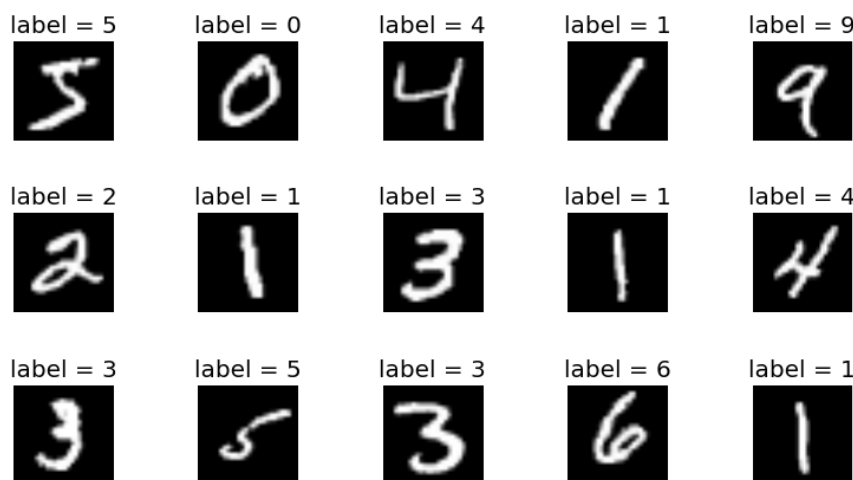 label = 5 label = 0 label = 4 label = 1 label = 9
5 0 4 1 9
label = 2 label = 1 label = 3 label = 1 label = 4
2 1 3 1 4
label = 3 label = 5 label = 3 label = 6 label = 1
3 5 3 6 1